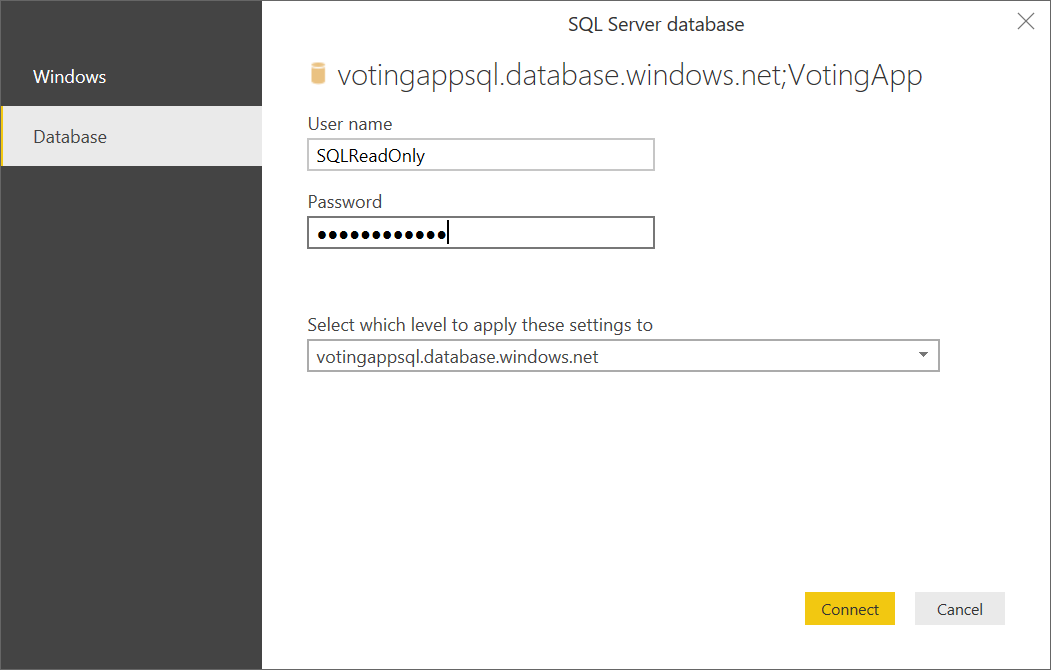 SQL Server database
Windows
Database
votingappsql.database.windows.net;VotingApp
User name
SQLReadOnly
Password
●●●●●●●●●●●●
Select which level to apply these settings to
votingappsql.database.windows.net
Connect
Cancel